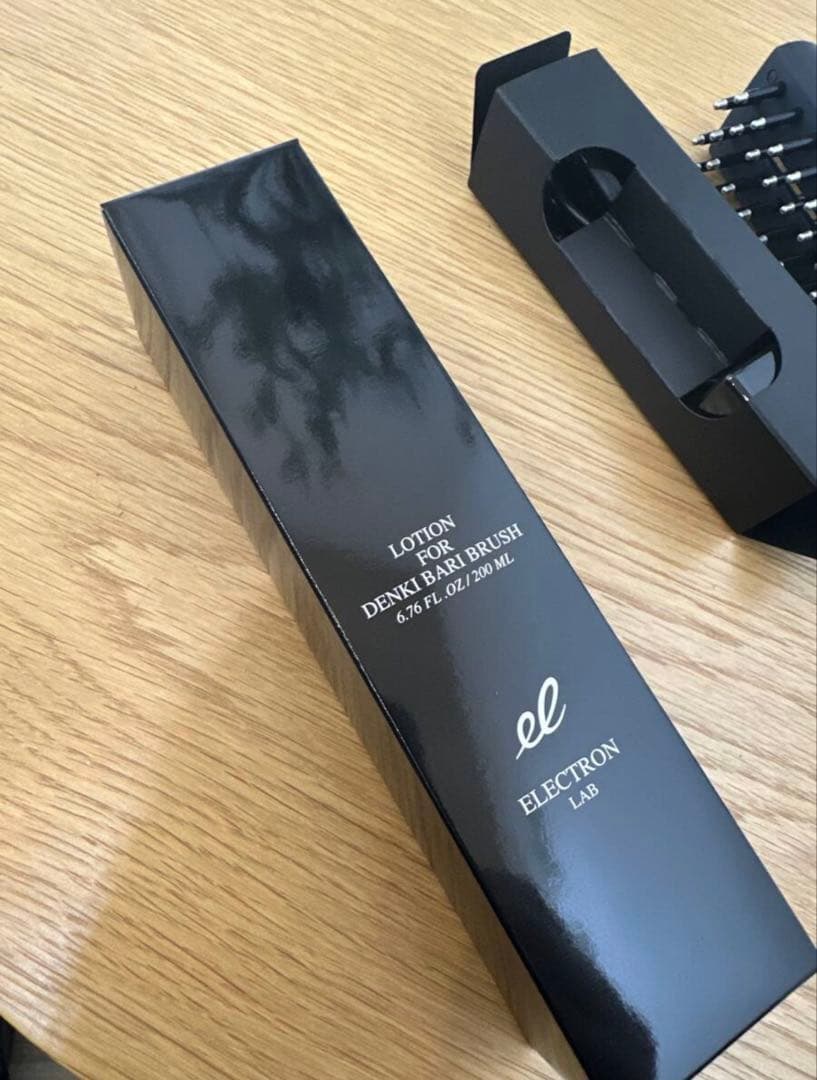 LOTION
FOR
DENKI BARI BRUSH
6.76 FL .OZ / 200 ML
el
ELECTRON
LAB